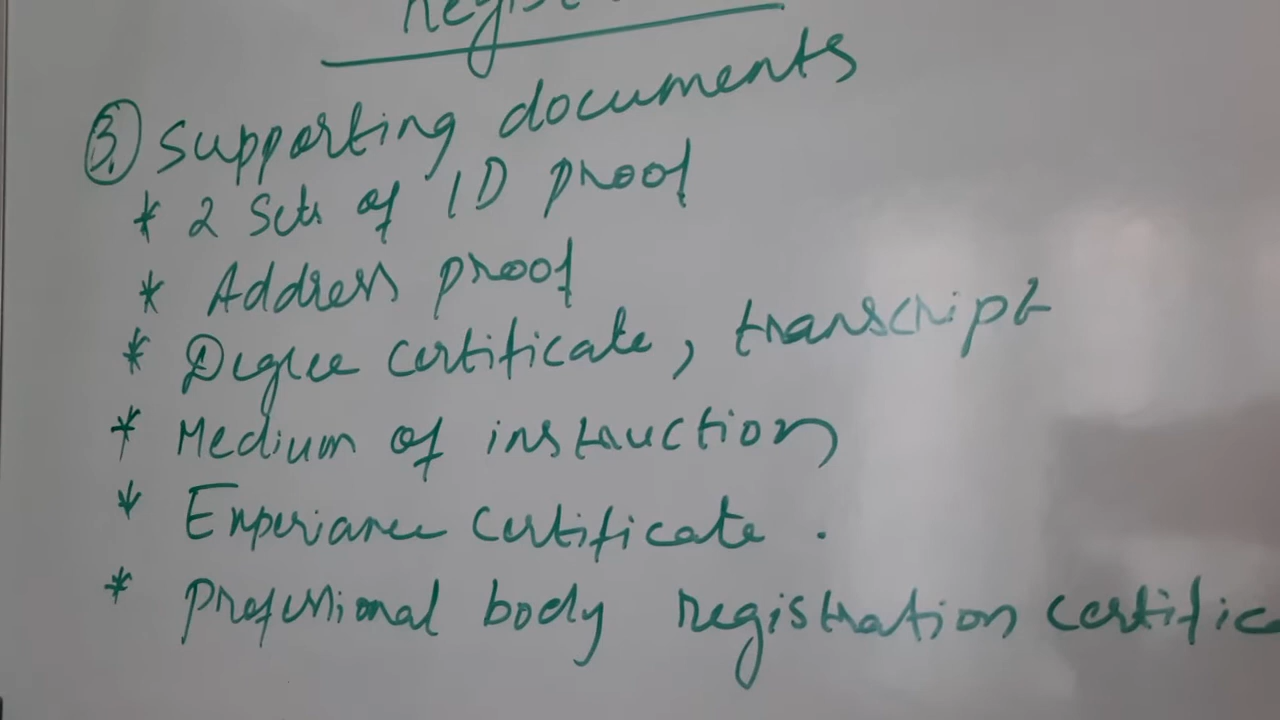 Regist
3. Supporting documents
* 2 Sets of ID proof
* Address proof
* Degree certificate, transcript
* Medium of instruction
* Experiance certificate.
* Professional body registration certific